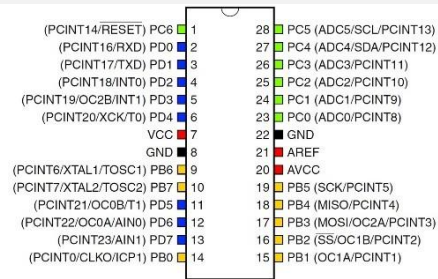 (PCINT14/RESET) PC6 1 28 PC5 (ADC5/SCL/PCINT13)
(PCINT16/RXD) PD0 2 27 PC4 (ADC4/SDA/PCINT12)
(PCINT17/TXD) PD1 3 26 PC3 (ADC3/PCINT11)
(PCINT18/INT0) PD2 4 25 PC2 (ADC2/PCINT10)
(PCINT19/OC2B/INT1) PD3 5 24 PC1 (ADC1/PCINT9)
(PCINT20/XCK/T0) PD4 6 23 PC0 (ADC0/PCINT8)
VCC 7 22 GND
GND 8 21 AREF
(PCINT6/XTAL1/TOSC1) PB6 9 20 AVCC
(PCINT7/XTAL2/TOSC2) PB7 10 19 PB5 (SCK/PCINT5)
(PCINT21/OC0B/T1) PD5 11 18 PB4 (MISO/PCINT4)
(PCINT22/OC0A/AIN0) PD6 12 17 PB3 (MOSI/OC2A/PCINT3)
(PCINT23/AIN1) PD7 13 16 PB2 (SS/OC1B/PCINT2)
(PCINT0/CLKO/ICP1) PB0 14 15 PB1 (OC1A/PCINT1)